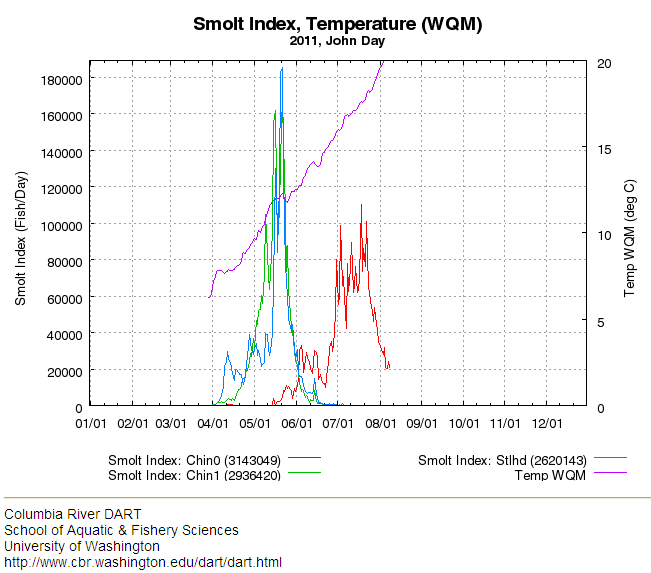 Smolt Index, Temperature (WQM)
2011, John Day
Smolt Index (Fish/Day)
180000
160000
140000
120000
100000
80000
60000
40000
20000
0
20
15
10
5
0
Temp WQM (deg C)
01/01 02/01 03/01 04/01 05/01 06/01 07/01 08/01 09/01 10/01 11/01 12/01
Smolt Index: Chin0 (3143049)
Smolt Index: Chin1 (2936420)
Smolt Index: Stlhd (2620143)
Temp WQM
Columbia River DART
School of Aquatic & Fishery Sciences
University of Washington
http://www.cbr.washington.edu/dart/dart.html